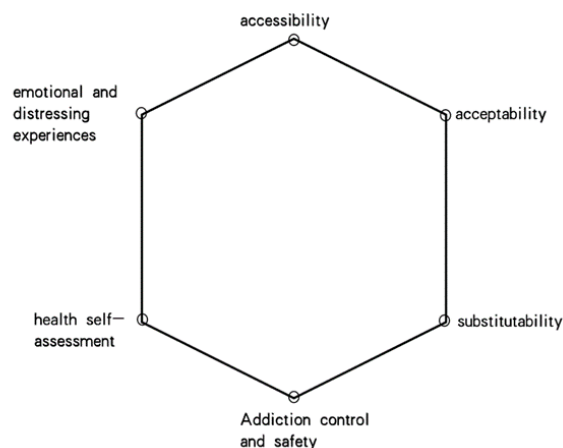 accessibility
emotional and
distressing
experiences
acceptability
health self-
assessment
substitutability
Addiction control
and safety